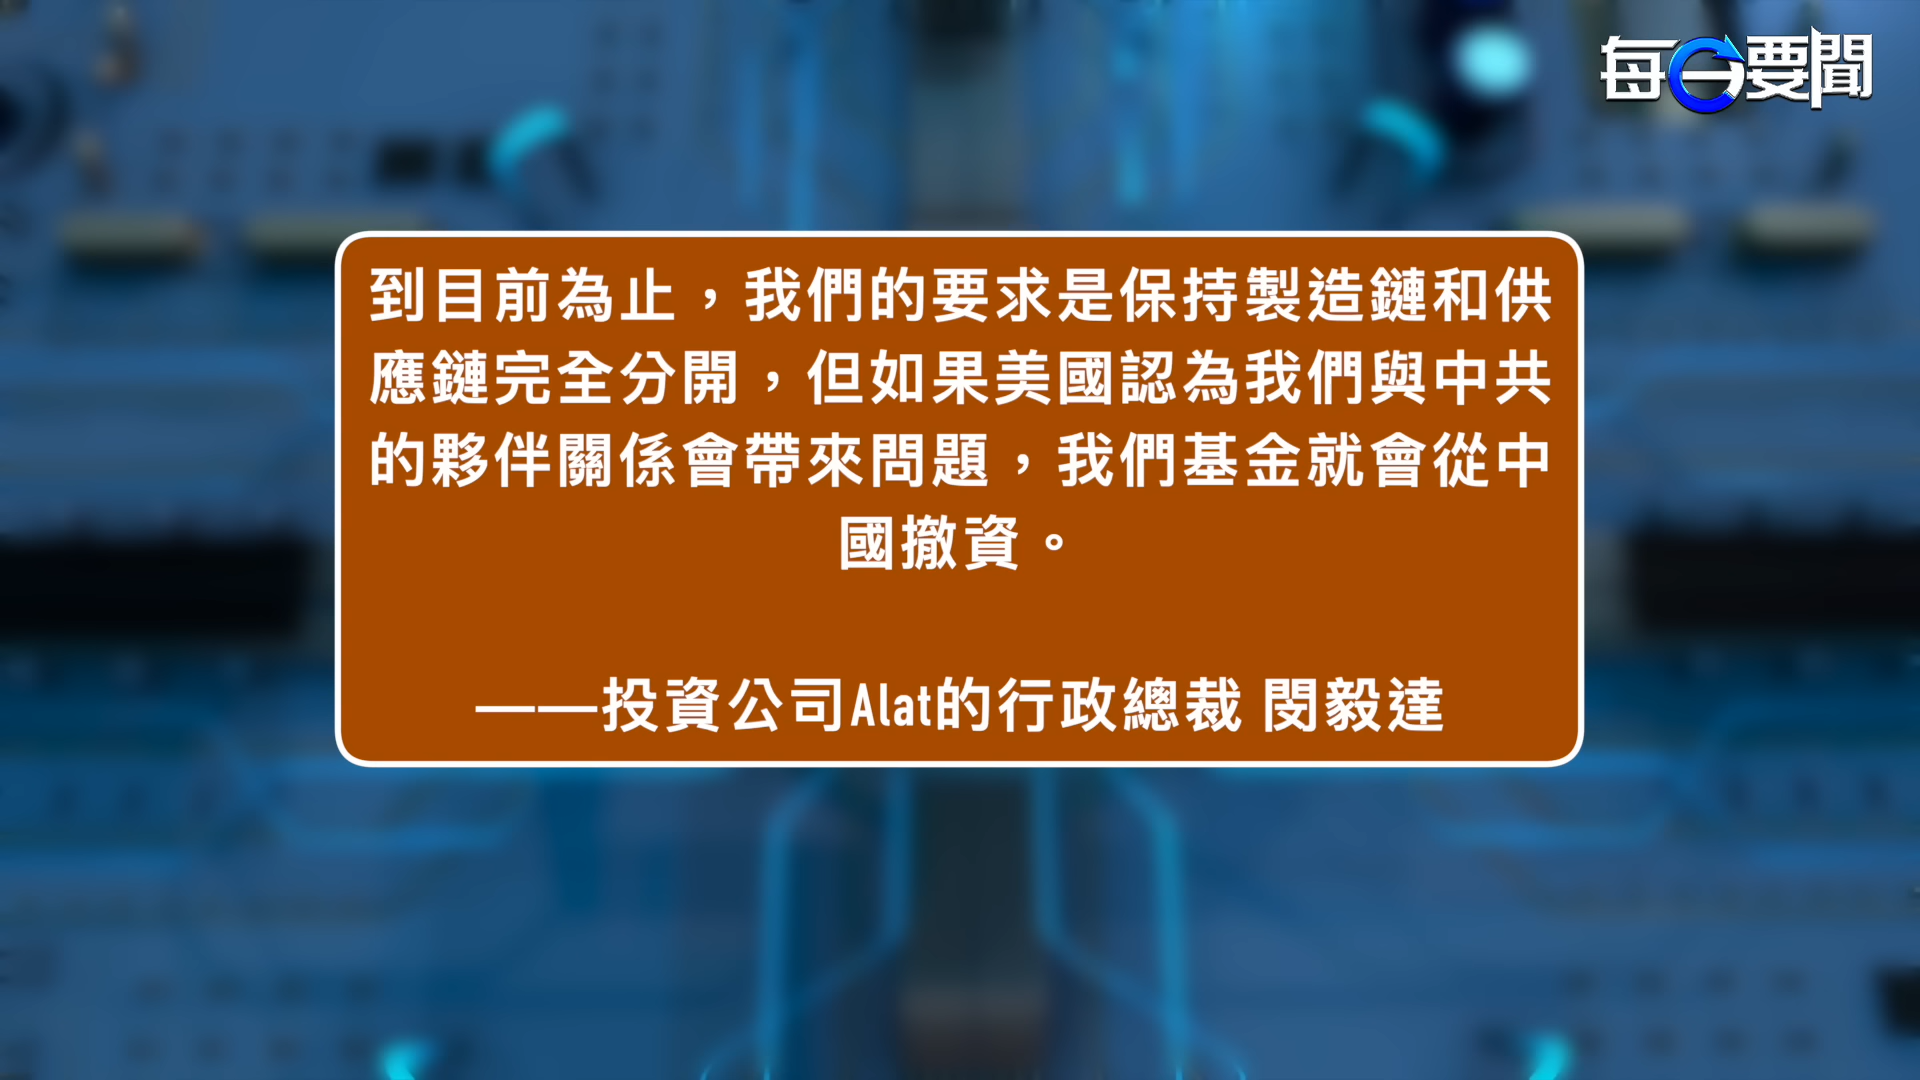 每日要聞
到目前為止，我們的要求是保持製造鏈和供
應鏈完全分開，但如果美國認為我們與中共
的夥伴關係會帶來問題，我們基金就會從中
國撤資。
——投資公司Alat的行政總裁 閔毅達